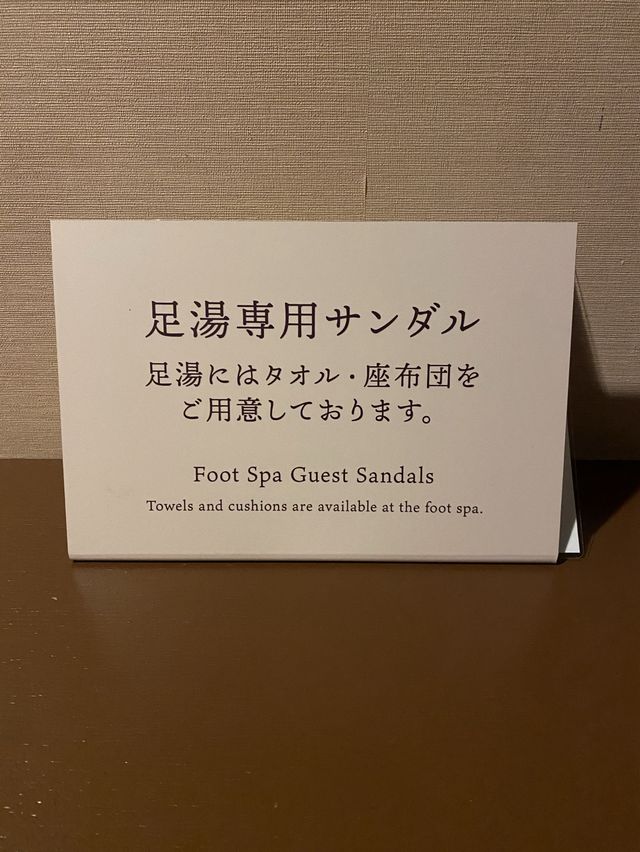 足湯専用サンダル
足湯にはタオル・座布団を
ご用意しております。
Foot Spa Guest Sandals
Towels and cushions are available at the foot spa.